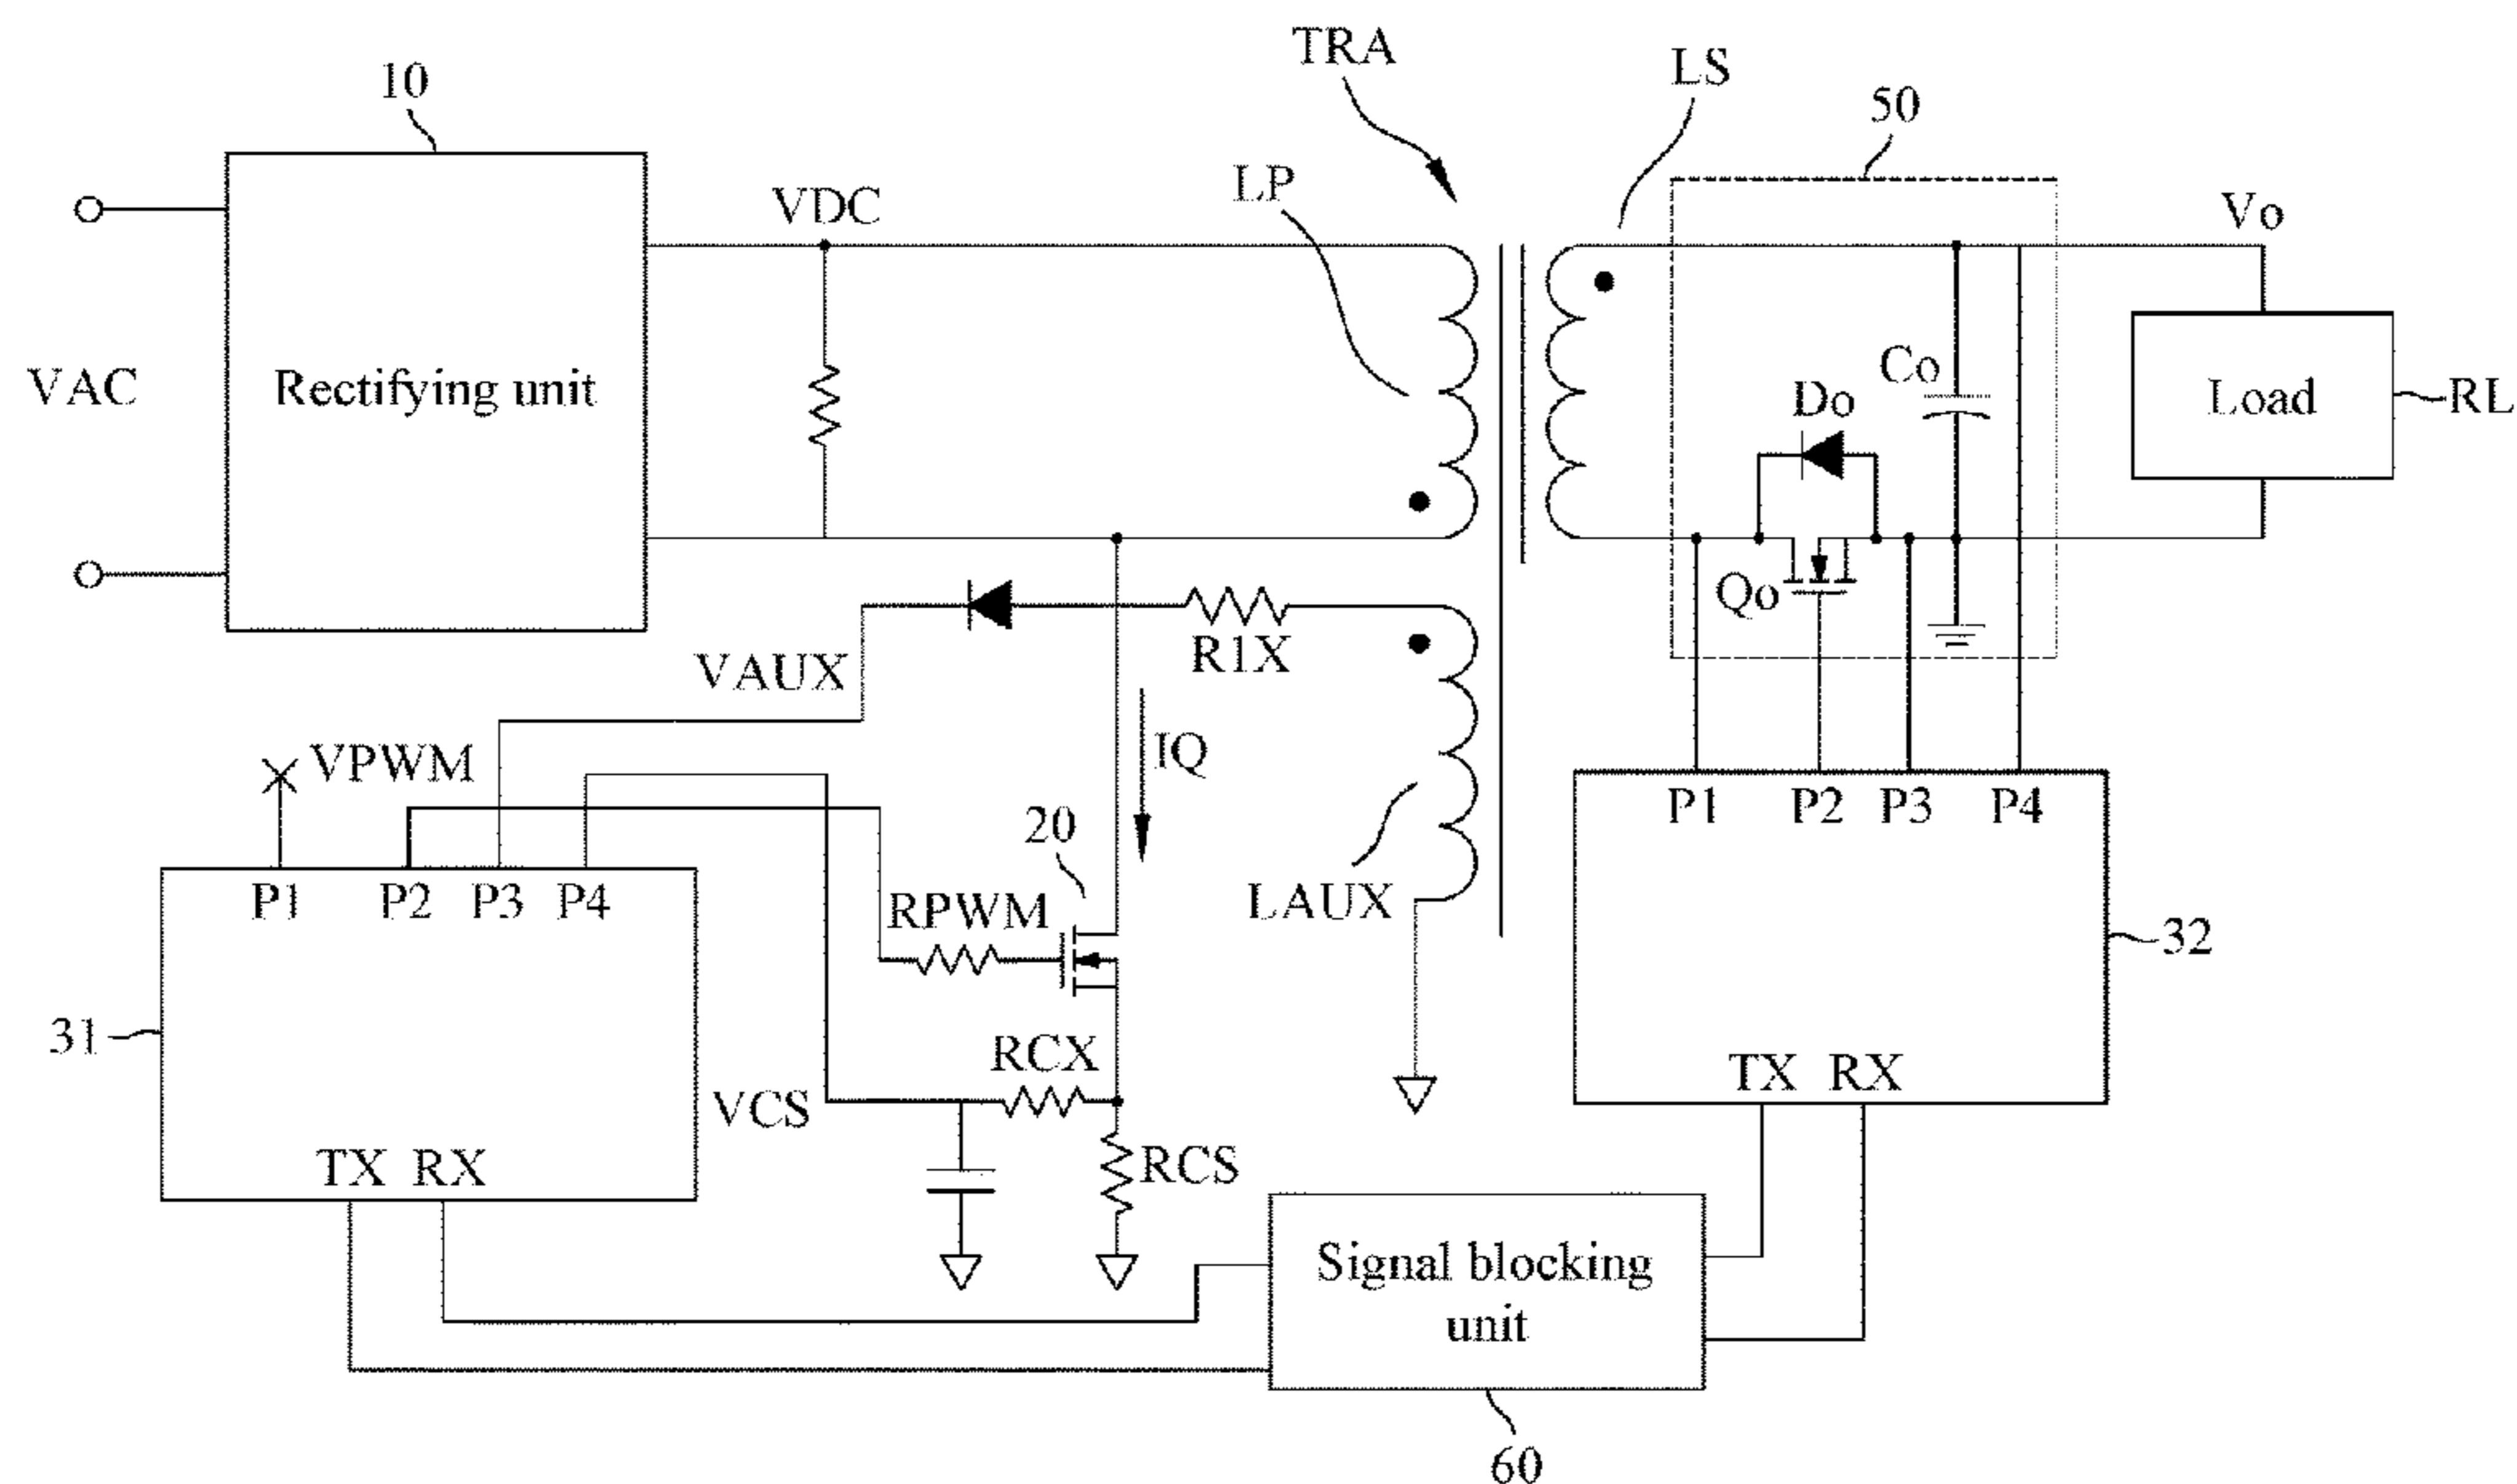 TRA
LS
10
50
LP
VDC
Vo
VAC
Rectifying unit
Co
Do
Load
RL
Qo
R1X
VAUX
VPWM
IQ
20
P1
P2
P3
P4
P1
P2
P3
P4
RPWM
LAUX
32
31
RCX
VCS
TX
RX
RCS
TX
RX
Signal blocking
unit
60